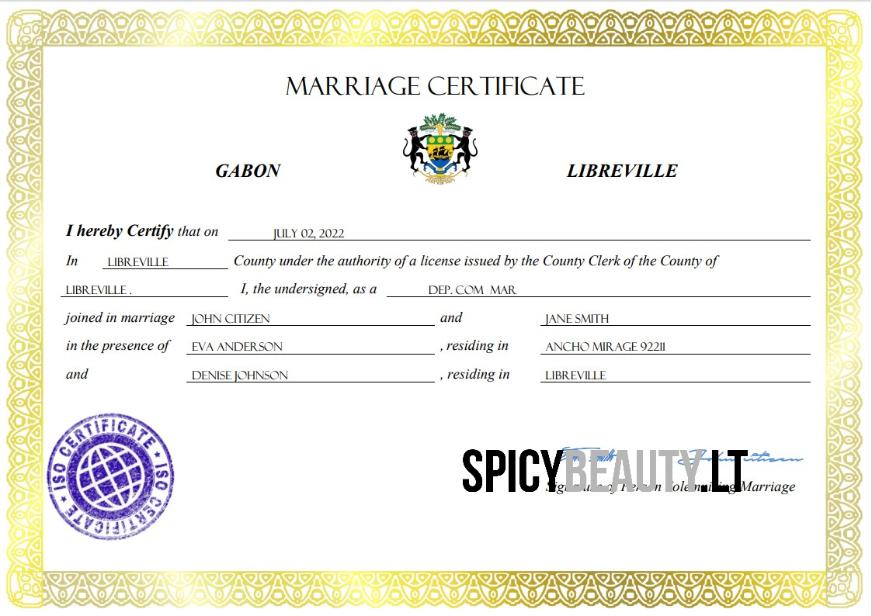 MARRIAGE CERTIFICATE
GABON LIBREVILLE
I hereby Certify that on JULY 02, 2022
In LIBREVILLE County under the authority of a license issued by the County Clerk of the County of
LIBREVILLE . I, the undersigned, as a DEP. COM MAR
joined in marriage JOHN CITIZEN and JANE SMITH
in the presence of EVA ANDERSON , residing in ANCHO MIRAGE 92211
and DENISE JOHNSON , residing in LIBREVILLE
ISO CERTIFICATE ★ ISO CERTIFICATE ★
SPICYBEAUTY.LT
Signature of Person Solemnizing Marriage